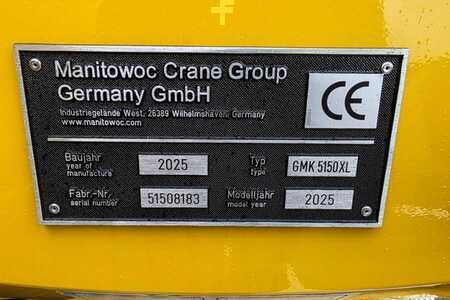 Manitowoc Crane Group
Germany GmbH
Industriegelände West, 26389 Wilhelmshaven, Germany
www.manitowoc.com
CE
Baujahr 2025 Typ GMK 5150XL
year of manufacture type
Fabr.-Nr. 51508183 Modelljahr 2025
serial number model year